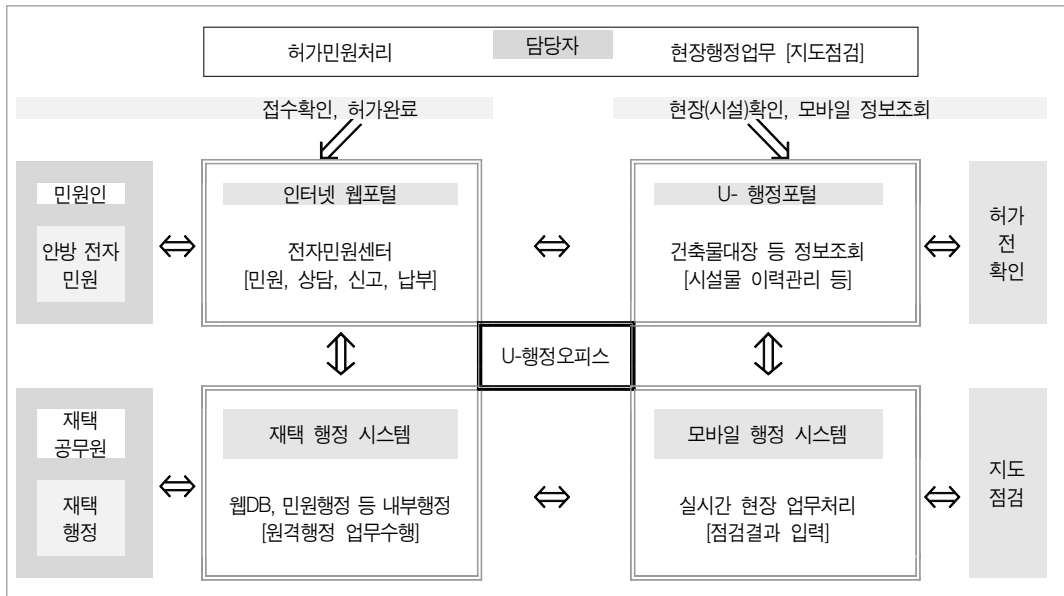 담당자
허가민원처리
현장행정업무 [지도점검]
접수확인, 허가완료
현장(시설)확인, 모바일 정보조회
민원인
안방 전자
민원
인터넷 웹포털
전자민원센터
[민원, 상담, 신고, 납부]
U- 행정포털
건축물대장 등 정보조회
[시설물 이력관리 등]
허가
전
확인
U-행정오피스
재택
공무원
재택
행정
재택 행정 시스템
웹DB, 민원행정 등 내부행정
[원격행정 업무수행]
모바일 행정 시스템
실시간 현장 업무처리
[점검결과 입력]
지도
점검